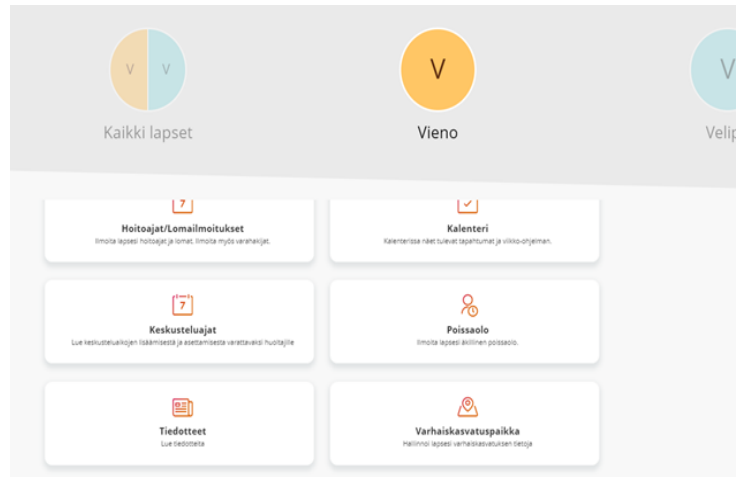 V V
V
V
Kaikki lapset
Vieno
7
Hoitoajat/Lomailmoitukset
Ilmoita lapsesi hoitoajat ja lomat. Ilmoita myös varahakijat.
Kalenteri
Kalenterissa näet tulevat tapahtumat ja viikko-ohjelman.
7
Keskusteluajat
Lue keskusteluaikojen lisäämisestä ja asettamisesta varattavaksi huoltajille
Poissaolo
Ilmoita lapsesi äkillinen poissaolo.
Tiedotteet
Lue tiedotteita
Varhaiskasvatuspaikka
Hallinnoi lapsesi varhaiskasvatuksen tietoja